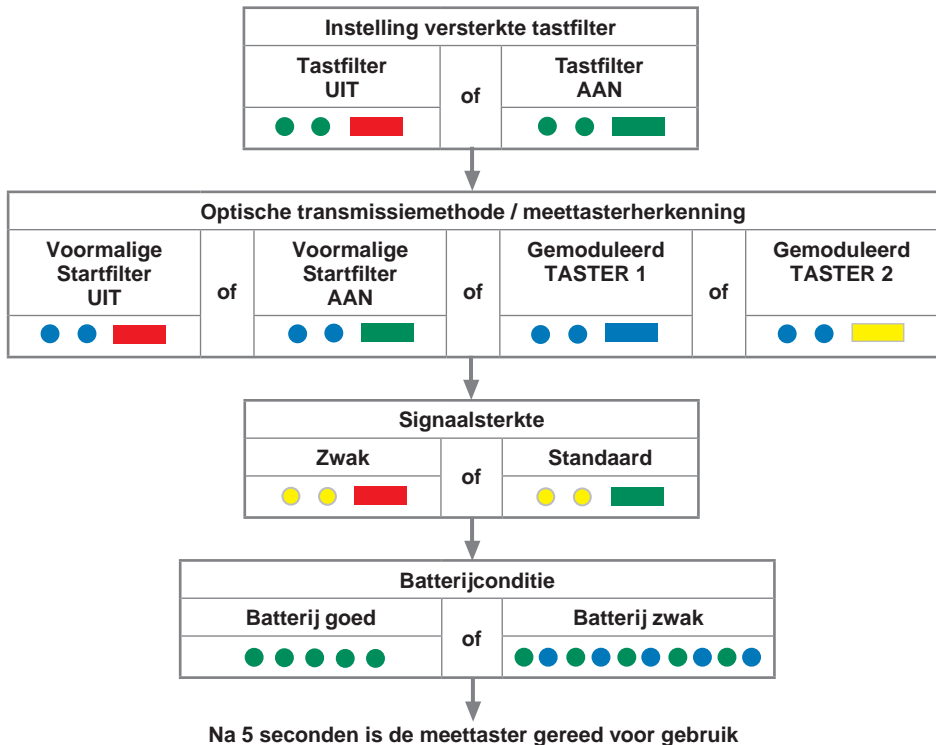 Instelling versterkte tastfilter
Tastfilter
UIT
of
Tastfilter
AAN
Optische transmissiemethode / meettasterherkenning
Voormalige
Startfilter
UIT
of
Voormalige
Startfilter
AAN
of
Gemoduleerd
TASTER 1
of
Gemoduleerd
TASTER 2
Signaalsterkte
Zwak
of
Standaard
Batterijconditie
Batterij goed
of
Batterij zwak
Na 5 seconden is de meettaster gereed voor gebruik